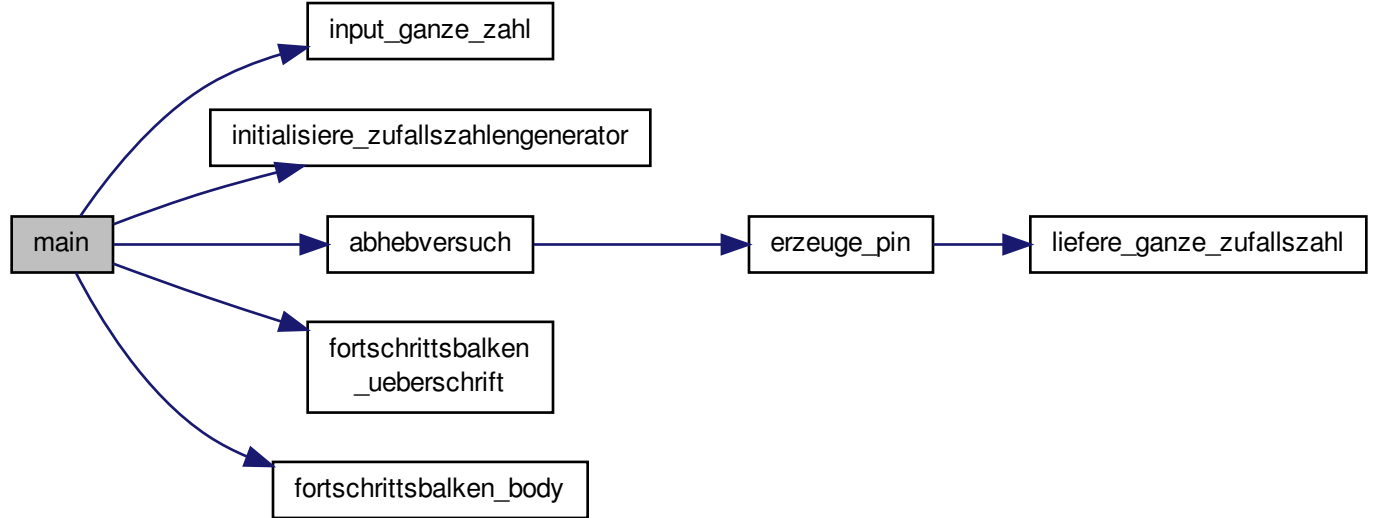 input_ganze_zahl
initialisiere_zufallszahlengenerator
main
abhebversuch
erzeuge_pin
liefere_ganze_zufallszahl
fortschrittsbalken
_ueberschrift
fortschrittsbalken_body